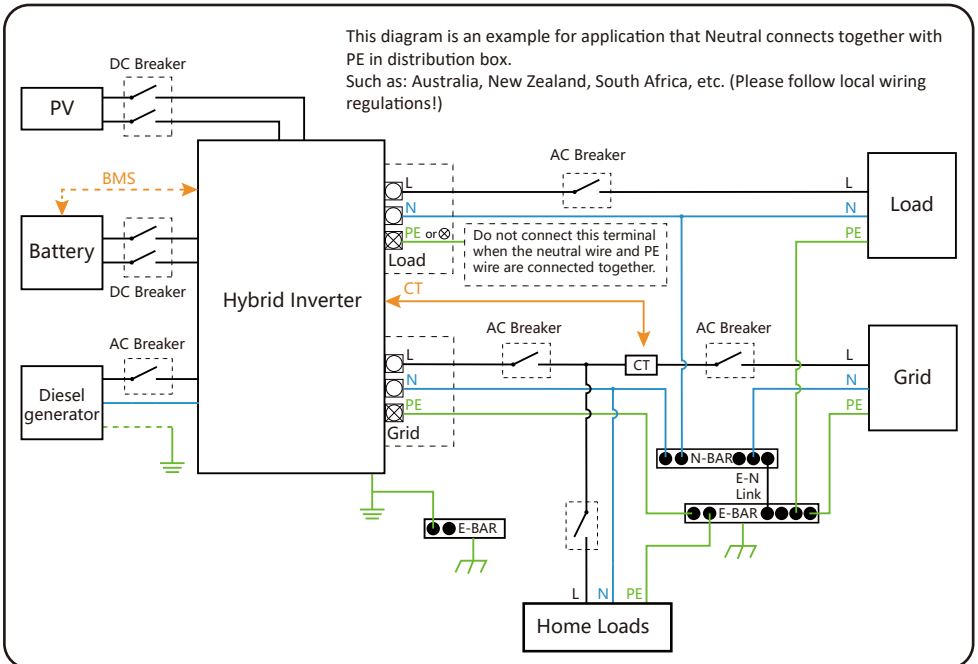 This diagram is an example for application that Neutral connects together with
PE in distribution box.
Such as: Australia, New Zealand, South Africa, etc. (Please follow local wiring
regulations!)
DC Breaker
PV
AC Breaker
BMS
L
L
N
N
Load
PE or⊗
PE
Do not connect this terminal
when the neutral wire and PE
wire are connected together.
Load
Battery
DC Breaker
Hybrid Inverter
CT
AC Breaker
AC Breaker
AC Breaker
L
CT
L
Diesel
generator
N
N
Grid
PE
PE
Grid
N-BAR
E-N
Link
E-BAR
E-BAR
L
N
PE
Home Loads